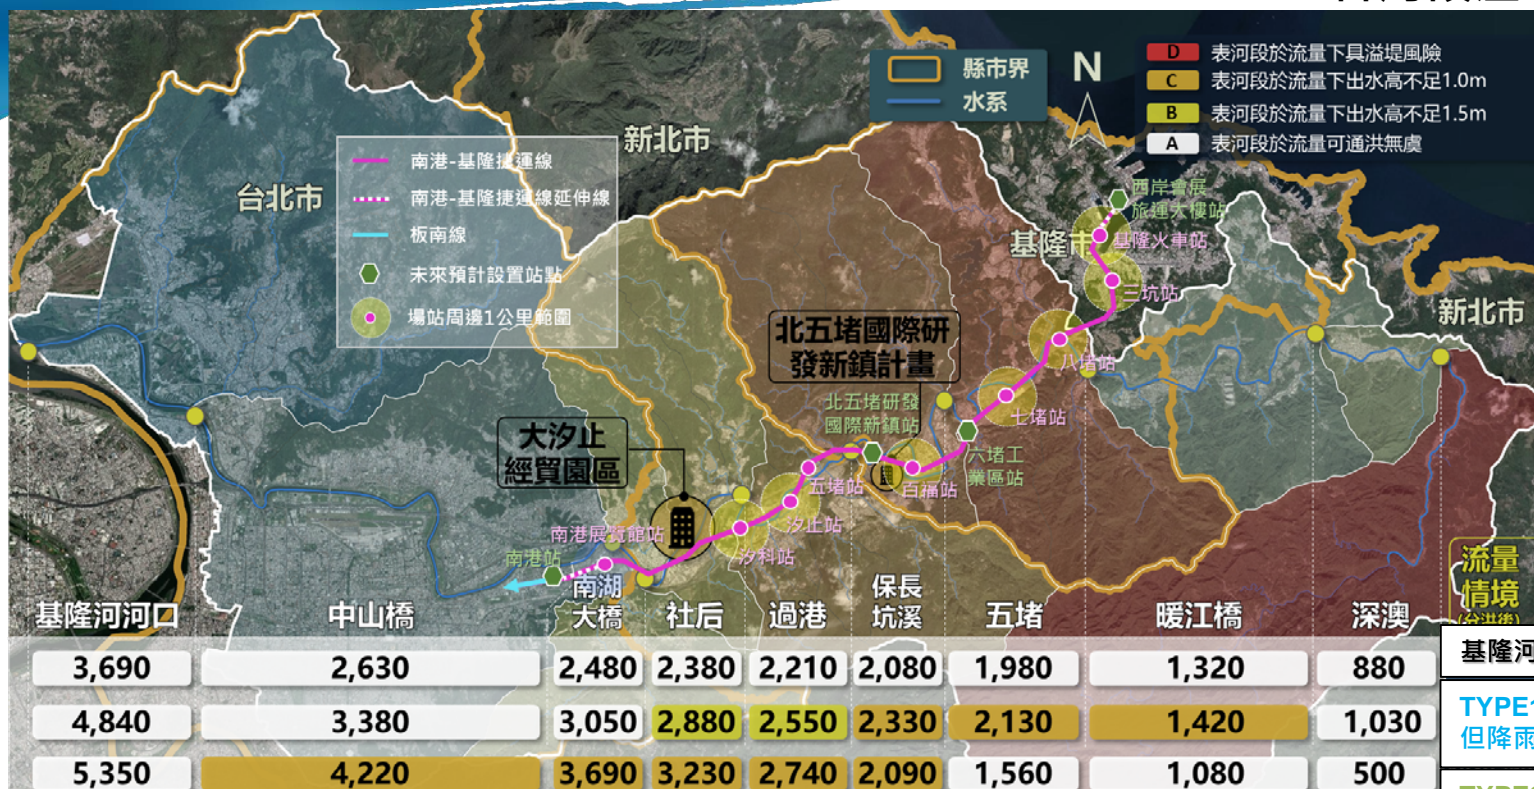 縣市界
水系
N
D 表河段於流量下具溢堤風險
C 表河段於流量下出水高不足1.0m
B 表河段於流量下出水高不足1.5m
A 表河段於流量可通洪無虞
南港-基隆捷運線
南港-基隆捷運線延伸線
板南線
未來預計設置站點
場站周邊1公里範圍
台北市
新北市
基隆市
新北市
西岸會展
旅運大樓站
基隆火車站
三坑站
八堵站
七堵站
北五堵國際研
發新鎮計畫
北五堵研發
國際新鎮站
六堵工
業區站
百福站
五堵站
汐止站
汐科站
大汐止
經貿園區
南港展覽館站
南港站
流量
情境
(分洪後)
基隆河河口 中山橋 南湖大橋 社后 過港 保長坑溪 五堵 暖江橋 深澳
3,690 2,630 2,480 2,380 2,210 2,080 1,980 1,320 880 基隆河
4,840 3,380 3,050 2,880 2,550 2,330 2,130 1,420 1,030 TYPE1
但降雨
5,350 4,220 3,690 3,230 2,740 2,090 1,560 1,080 500